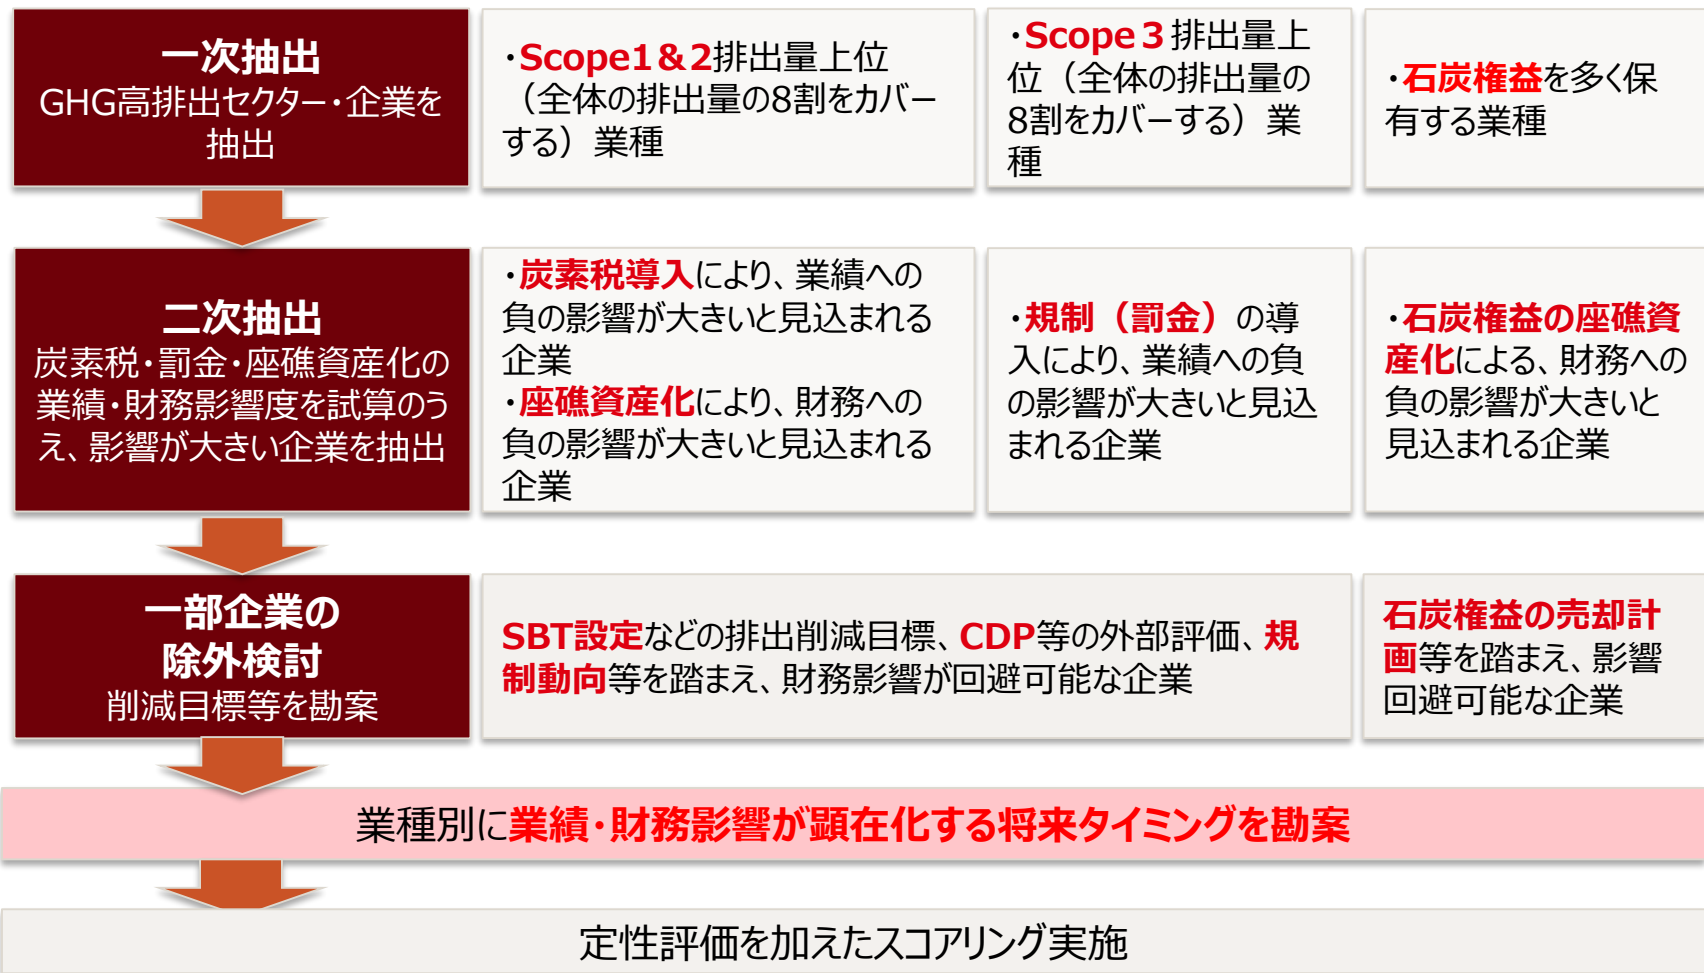 一次抽出
GHG高排出セクター・企業を
抽出
・Scope1＆2排出量上位
（全体の排出量の8割をカバー
する）業種
・Scope３排出量上
位（全体の排出量の
8割をカバーする）業
種
・石炭権益を多く保
有する業種
二次抽出
炭素税・罰金・座礁資産化の
業績・財務影響度を試算のう
え、影響が大きい企業を抽出
・炭素税導入により、業績への
負の影響が大きいと見込まれる
企業
・座礁資産化により、財務への
負の影響が大きいと見込まれる
企業
・規制（罰金）の導
入により、業績への負
の影響が大きいと見込
まれる企業
・石炭権益の座礁資
産化による、財務への
負の影響が大きいと
見込まれる企業
一部企業の
除外検討
削減目標等を勘案
SBT設定などの排出削減目標、CDP等の外部評価、規
制動向等を踏まえ、財務影響が回避可能な企業
石炭権益の売却計
画等を踏まえ、影響
回避可能な企業
業種別に業績・財務影響が顕在化する将来タイミングを勘案
定性評価を加えたスコアリング実施